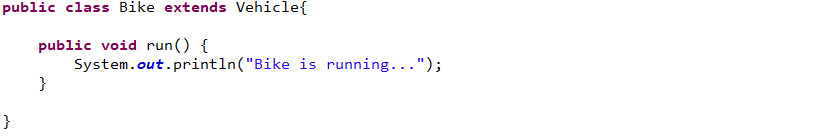 public class Bike extends Vehicle{
public void run() {
System.out.println("Bike is running...");
}
}